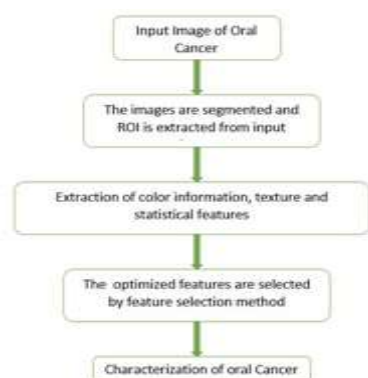 Input Image of Oral
Cancer
The images are segmented and
ROI is extracted from input
Extraction of color information, texture and
statistical features
The optimized features are selected
by feature selection method
Characterization of oral Cancer